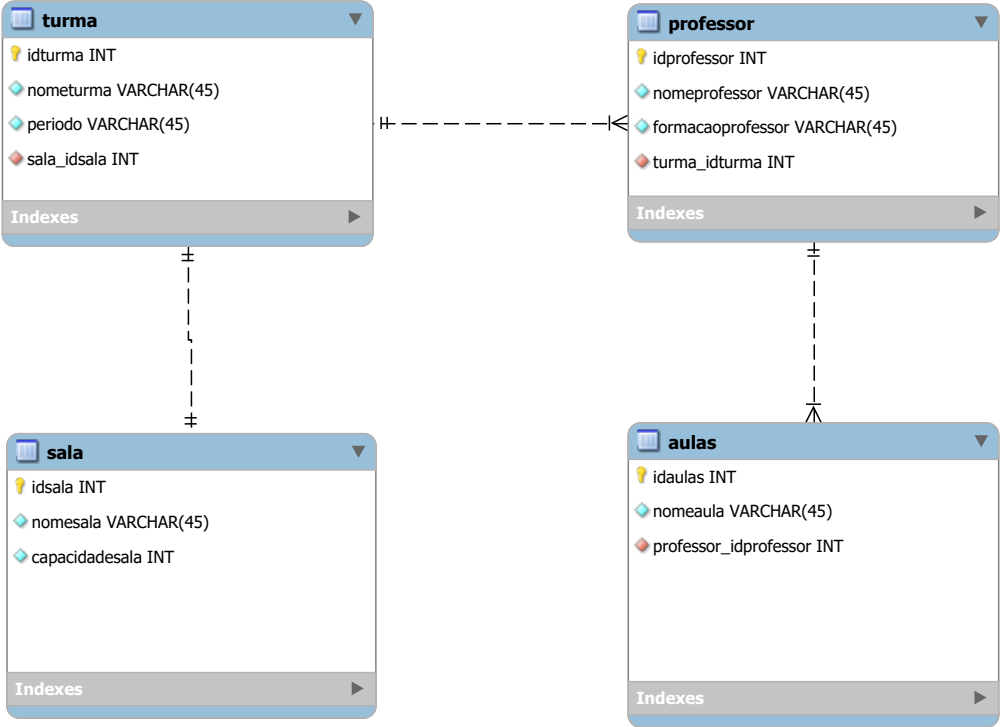 turma
idturma INT
nometurma VARCHAR(45)
periodo VARCHAR(45)
sala_idsala INT
Indexes
professor
idprofessor INT
nomeprofessor VARCHAR(45)
formacaoprofessor VARCHAR(45)
turma_idturma INT
Indexes
sala
idsala INT
nomesala VARCHAR(45)
capacidadesala INT
Indexes
aulas
idaulas INT
nomeaula VARCHAR(45)
professor_idprofessor INT
Indexes